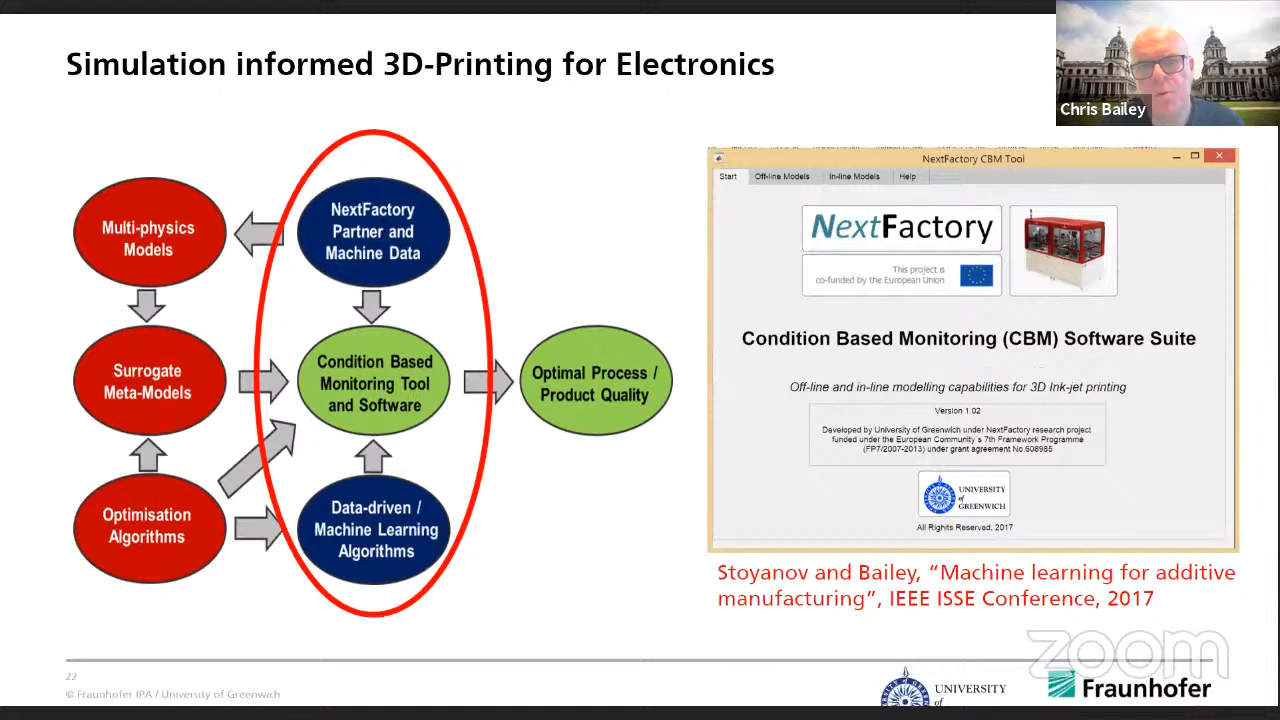 Simulation informed 3D-Printing for Electronics
Chris Bailey
Multi-physics
Models
NextFactory
Partner and
Machine Data
Surrogate
Meta-Models
Condition Based
Monitoring Tool
and Software
Optimal Process /
Product Quality
Optimisation
Algorithms
Data-driven /
Machine Learning
Algorithms
NextFactory CBM Tool
Start Off-line Models In-line Models Help
NextFactory
This project is
co-funded by the European Union
Condition Based Monitoring (CBM) Software Suite
Off-line and in-line modelling capabilities for 3D Ink-jet printing
Version 1.02
Developed by University of Greenwich under NextFactory research project
funded under the European Community's 7th Framework Programme
(FP7/2007-2013) under grant agreement No.608985
UNIVERSITY
of
GREENWICH
All Rights Reserved, 2017
Stoyanov and Bailey, “Machine learning for additive
manufacturing”, IEEE ISSE Conference, 2017
zoom
22
© Fraunhofer IPA / University of Greenwich
UNIVERSITY
Fraunhofer